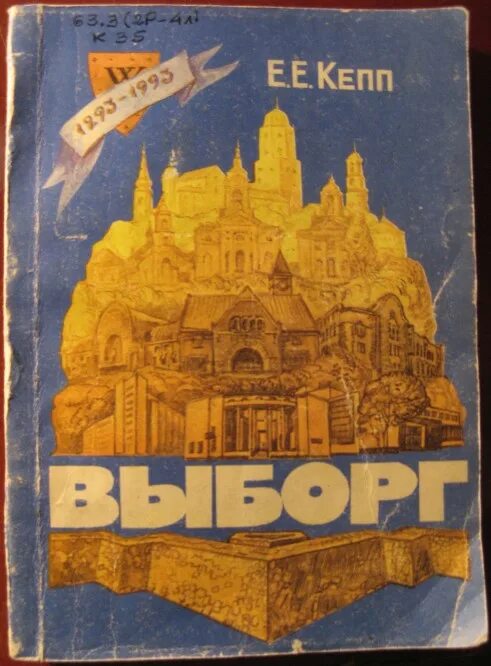 63.3(2Р-4л)
К 35
W
1293-1993
Е.Е.Кепп
ВЫБОРГ